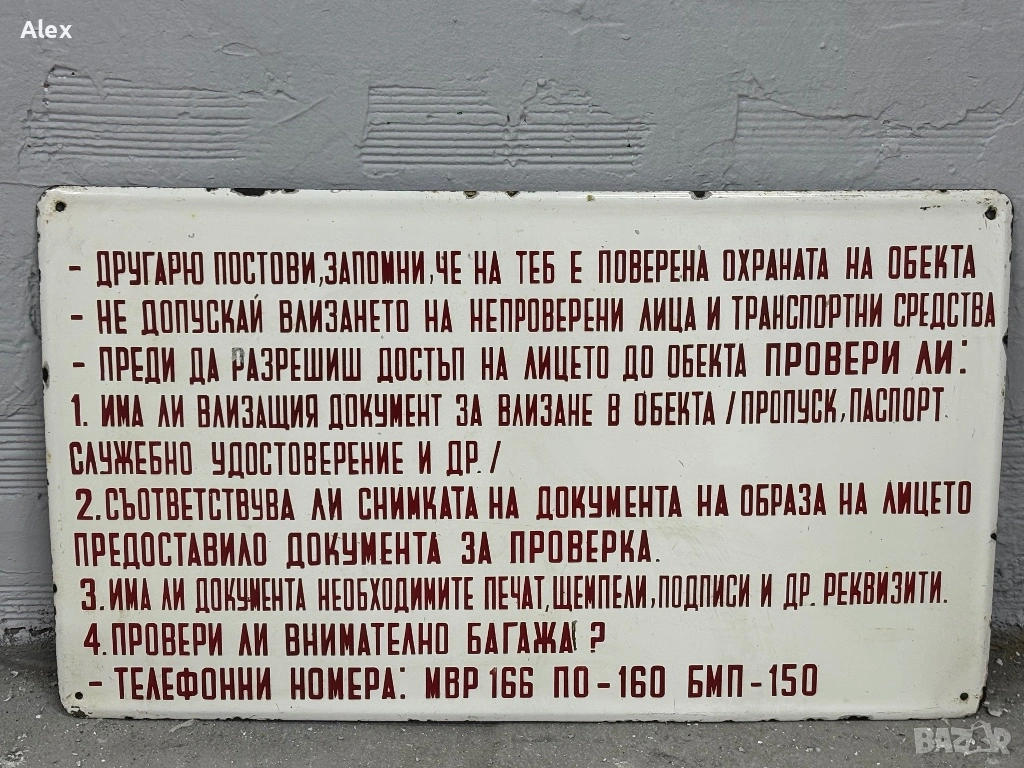 Alex
- ДРУГАРЮ ПОСТОВИ, ЗАПОМНИ, ЧЕ НА ТЕБ Е ПОВЕРЕНА ОХРАНАТА НА ОБЕКТА
- НЕ ДОПУСКАЙ ВЛИЗАНЕТО НА НЕПРОВЕРЕНИ ЛИЦА И ТРАНСПОРТНИ СРЕДСТВА
- ПРЕДИ ДА РАЗРЕШИШ ДОСТЪП НА ЛИЦЕТО ДО ОБЕКТА ПРОВЕРИ ЛИ:
1. ИМА ЛИ ВЛИЗАЩИЯ ДОКУМЕНТ ЗА ВЛИЗАНЕ В ОБЕКТА /ПРОПУСК, ПАСПОРТ.
СЛУЖЕБНО УДОСТОВЕРЕНИЕ И ДР./
2. СЪОТВЕТСТВУВА ЛИ СНИМКАТА НА ДОКУМЕНТА НА ОБРАЗА НА ЛИЦЕТО
ПРЕДОСТАВИЛО ДОКУМЕНТА ЗА ПРОВЕРКА.
3. ИМА ЛИ ДОКУМЕНТА НЕОБХОДИМИТЕ ПЕЧАТ, ЩЕМПЕЛИ, ПОДПИСИ И ДР. РЕКВИЗИТИ.
4. ПРОВЕРИ ЛИ ВНИМАТЕЛНО БАГАЖА ?
- ТЕЛЕФОННИ НОМЕРА: МВР 166 ПО - 160 БМП - 150
BAZAR